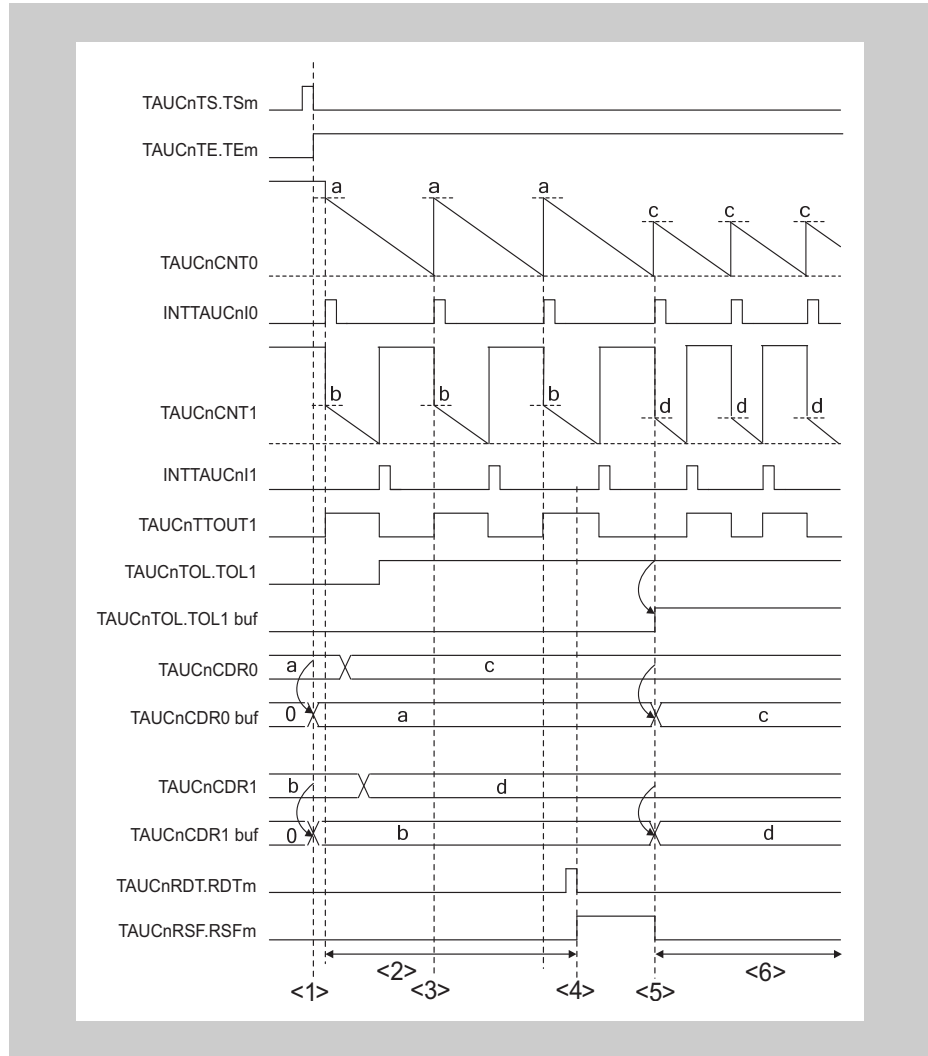 TAUCnTS.TSm
TAUCnTE.TEm
a a a
c c c
TAUCnCNT0
INTTAUCnI0
b b b
d d d
TAUCnCNT1
INTTAUCnI1
TAUCnTTOUT1
TAUCnTOL.TOL1
TAUCnTOL.TOL1 buf
TAUCnCDR0 a c
TAUCnCDR0 buf 0 a c
TAUCnCDR1 b d
TAUCnCDR1 buf 0 b d
TAUCnRDT.RDTm
TAUCnRSF.RSFm
<2> <6>
<1> <3> <4> <5>